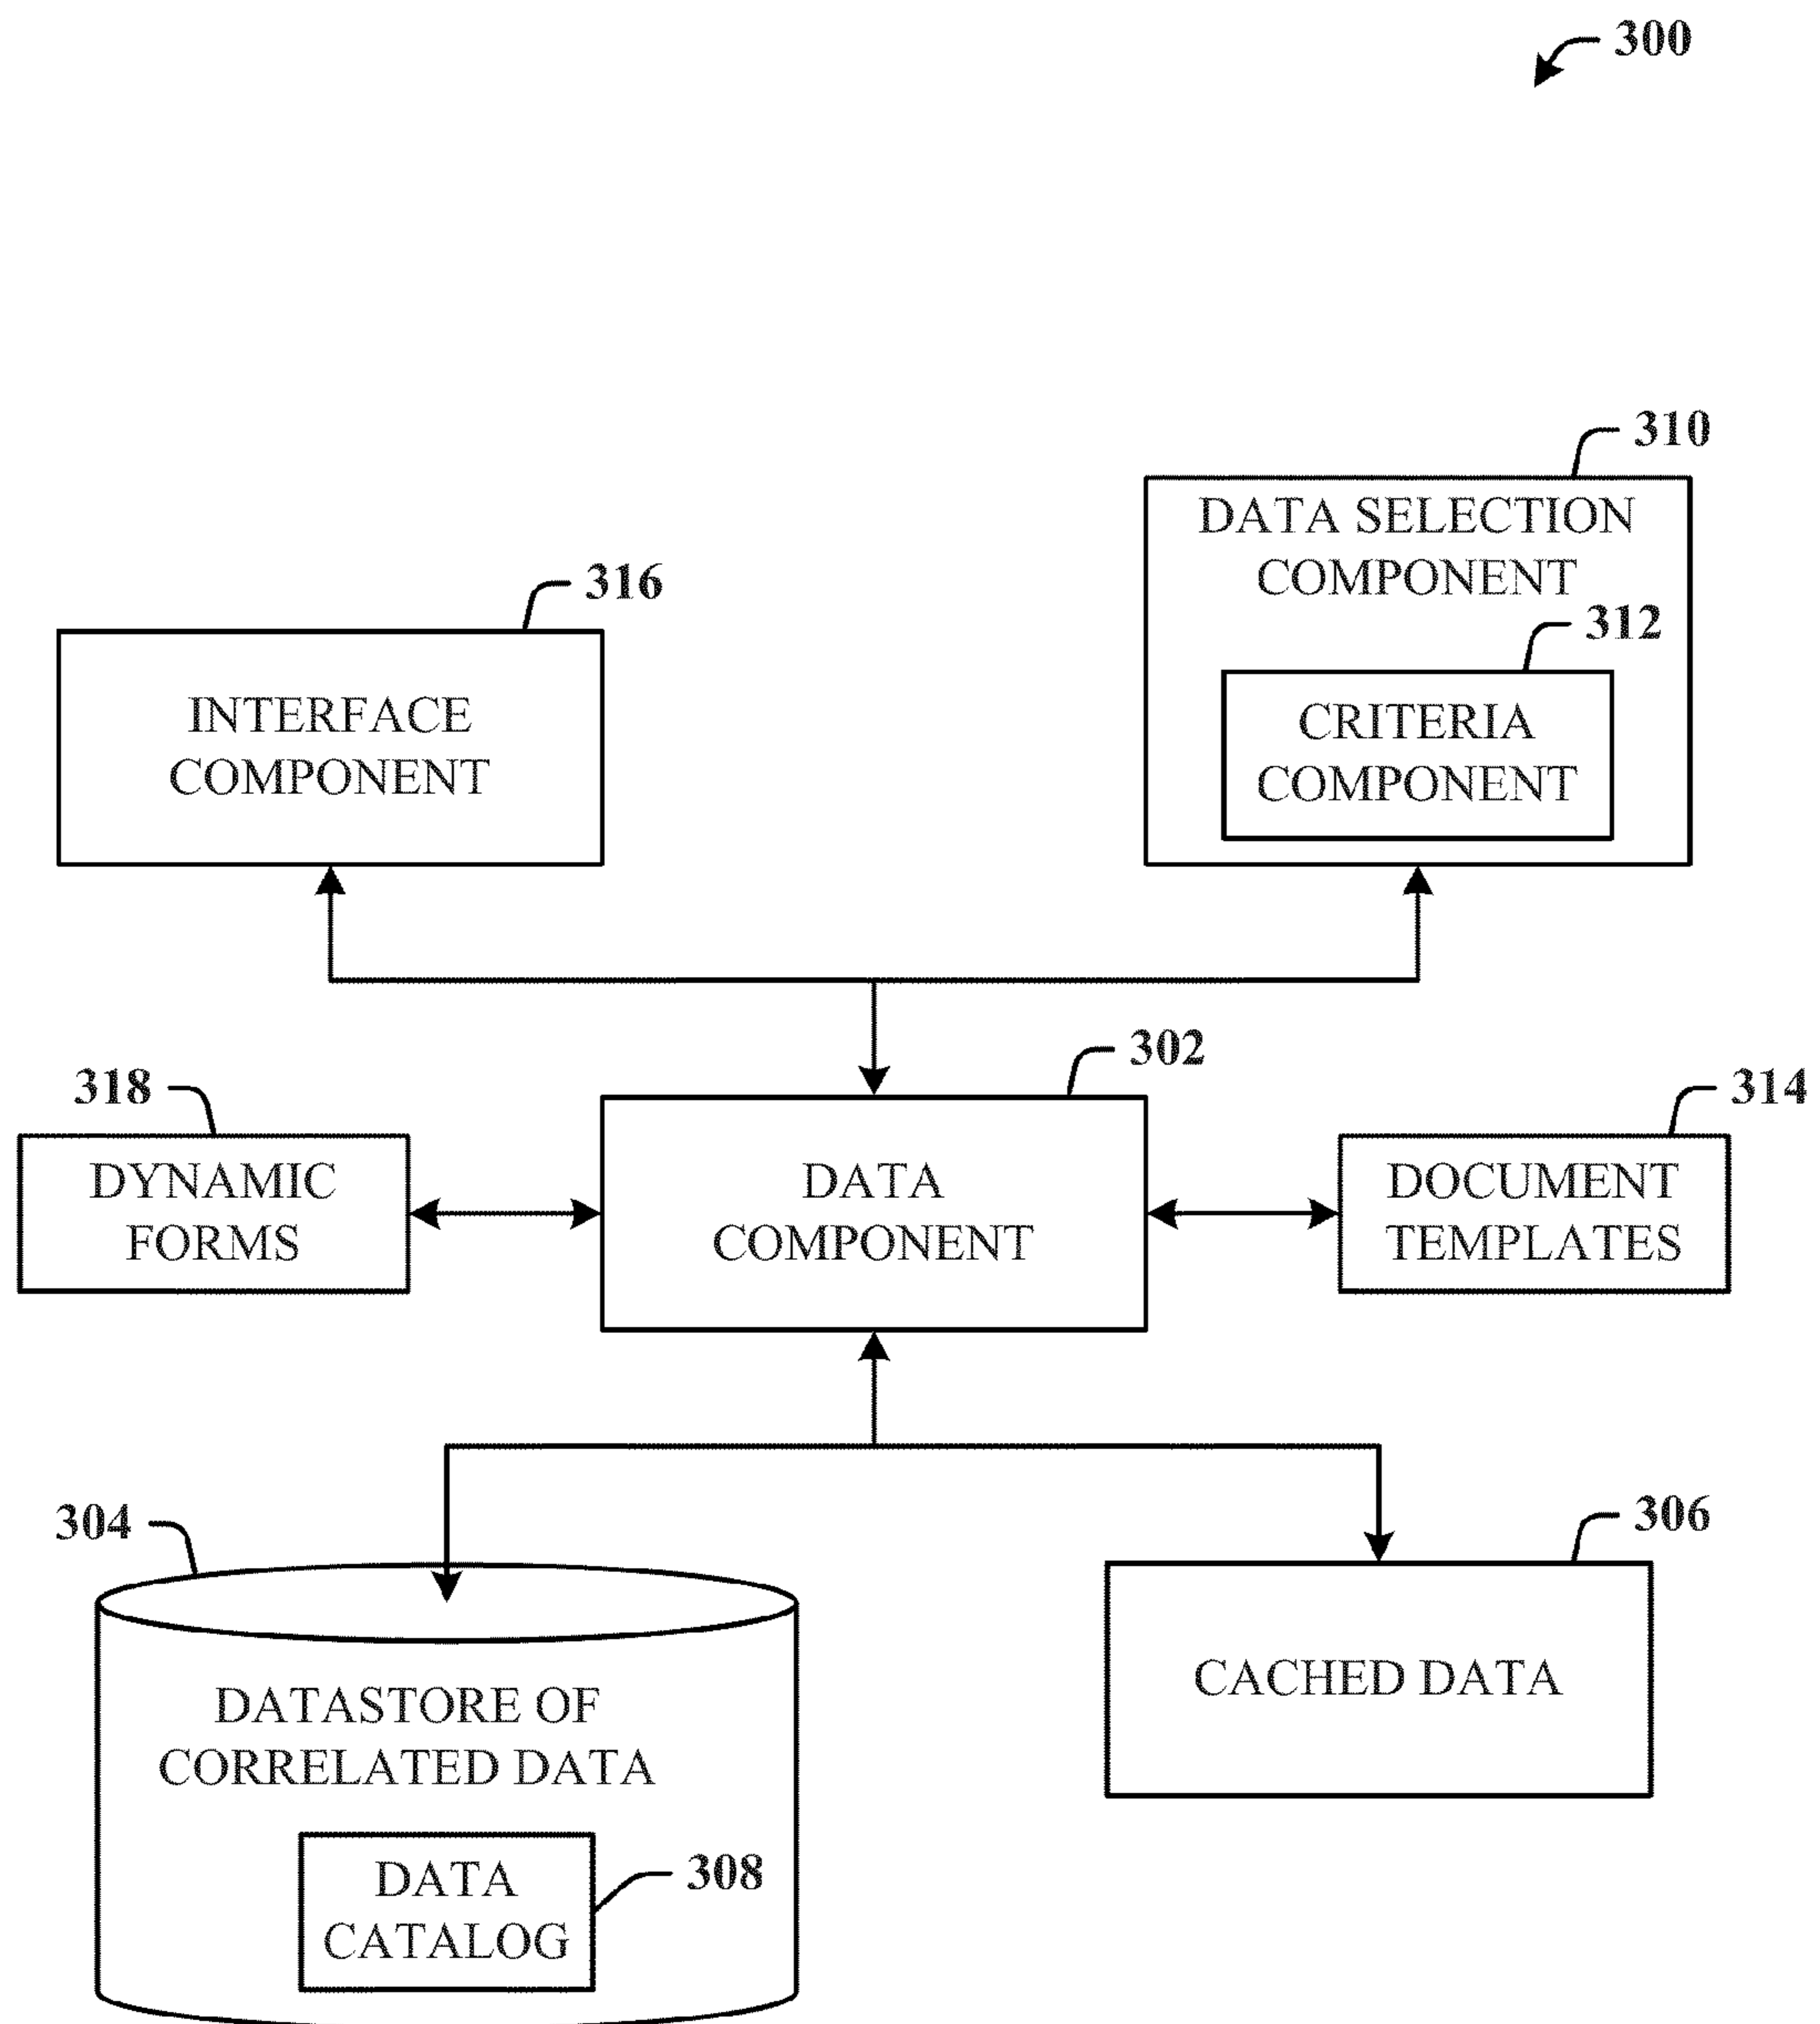 300
310
DATA SELECTION
COMPONENT
316
312
INTERFACE
COMPONENT
CRITERIA
COMPONENT
302
318
314
DYNAMIC
FORMS
DATA
COMPONENT
DOCUMENT
TEMPLATES
304
306
DATASTORE OF
CORRELATED DATA
CACHED DATA
308
DATA
CATALOG